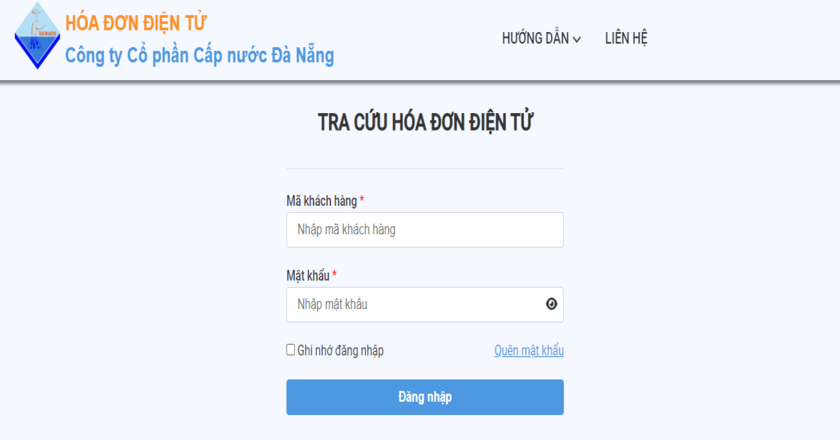 HÓA ĐƠN ĐIỆN TỬ
Công ty Cổ phần Cấp nước Đà Nẵng
HƯỚNG DẪN
LIÊN HỆ
TRA CỨU HÓA ĐƠN ĐIỆN TỬ
Mã khách hàng *
Nhập mã khách hàng
Mật khẩu *
Nhập mật khẩu
Ghi nhớ đăng nhập
Quên mật khẩu
Đăng nhập